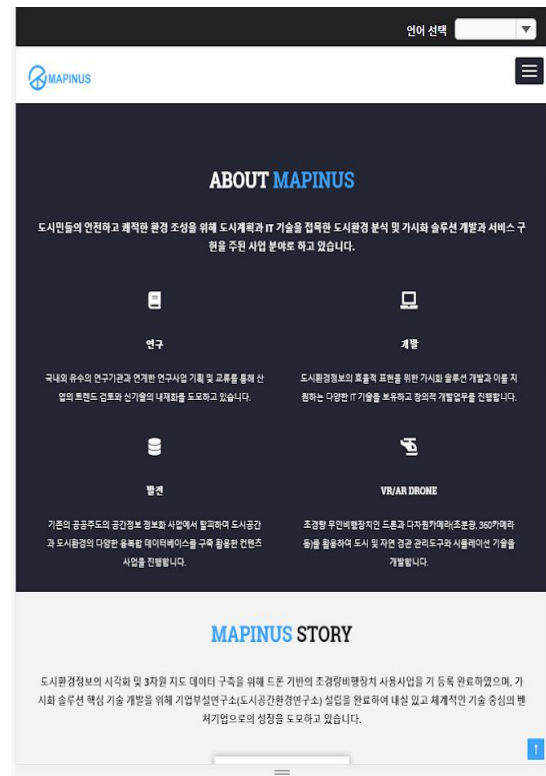 언어 선택
MAPINUS
ABOUT MAPINUS
도시민들의 안전하고 쾌적한 환경 조성을 위해 도시계획과 IT 기술을 접목한 도시환경 분석 및 가시화 솔루션 개발과 서비스 구
현을 주된 사업 분야로 하고 있습니다.
연구
국내외 유수의 연구기관과 연계한 연구사업 기획 및 교류를 통해 산
업의 트렌드 검토와 신기술의 내재화를 도모하고 있습니다.
개발
도시환경정보의 효율적 표현을 위한 가시화 솔루션 개발과 이를 지
원하는 다양한 IT 기술을 보유하고 창의적 개발업무를 진행합니다.
발전
기존의 공공주도의 공간정보 정보화 사업에서 탈피하여 도시공간
과 도시환경의 다양한 융복합 데이터베이스를 구축 활용한 컨텐츠
사업을 진행합니다.
VR/AR DRONE
초경량 무인비행장치인 드론과 다차원카메라(초분광, 360카메라
등)를 활용하여 도시 및 자연 경관 관리도구와 시뮬레이션 기술을
개발합니다.
MAPINUS STORY
도시환경정보의 시각화 및 3차원 지도 데이터 구축을 위해 드론 기반의 초경량비행장치 사용사업을 기 등록 완료하였으며, 가
시화 솔루션 핵심 기술 개발을 위해 기업부설연구소(도시공간환경연구소) 설립을 완료하여 내실 있고 체계적인 기술 중심의 벤
처기업으로의 성장을 도모하고 있습니다.